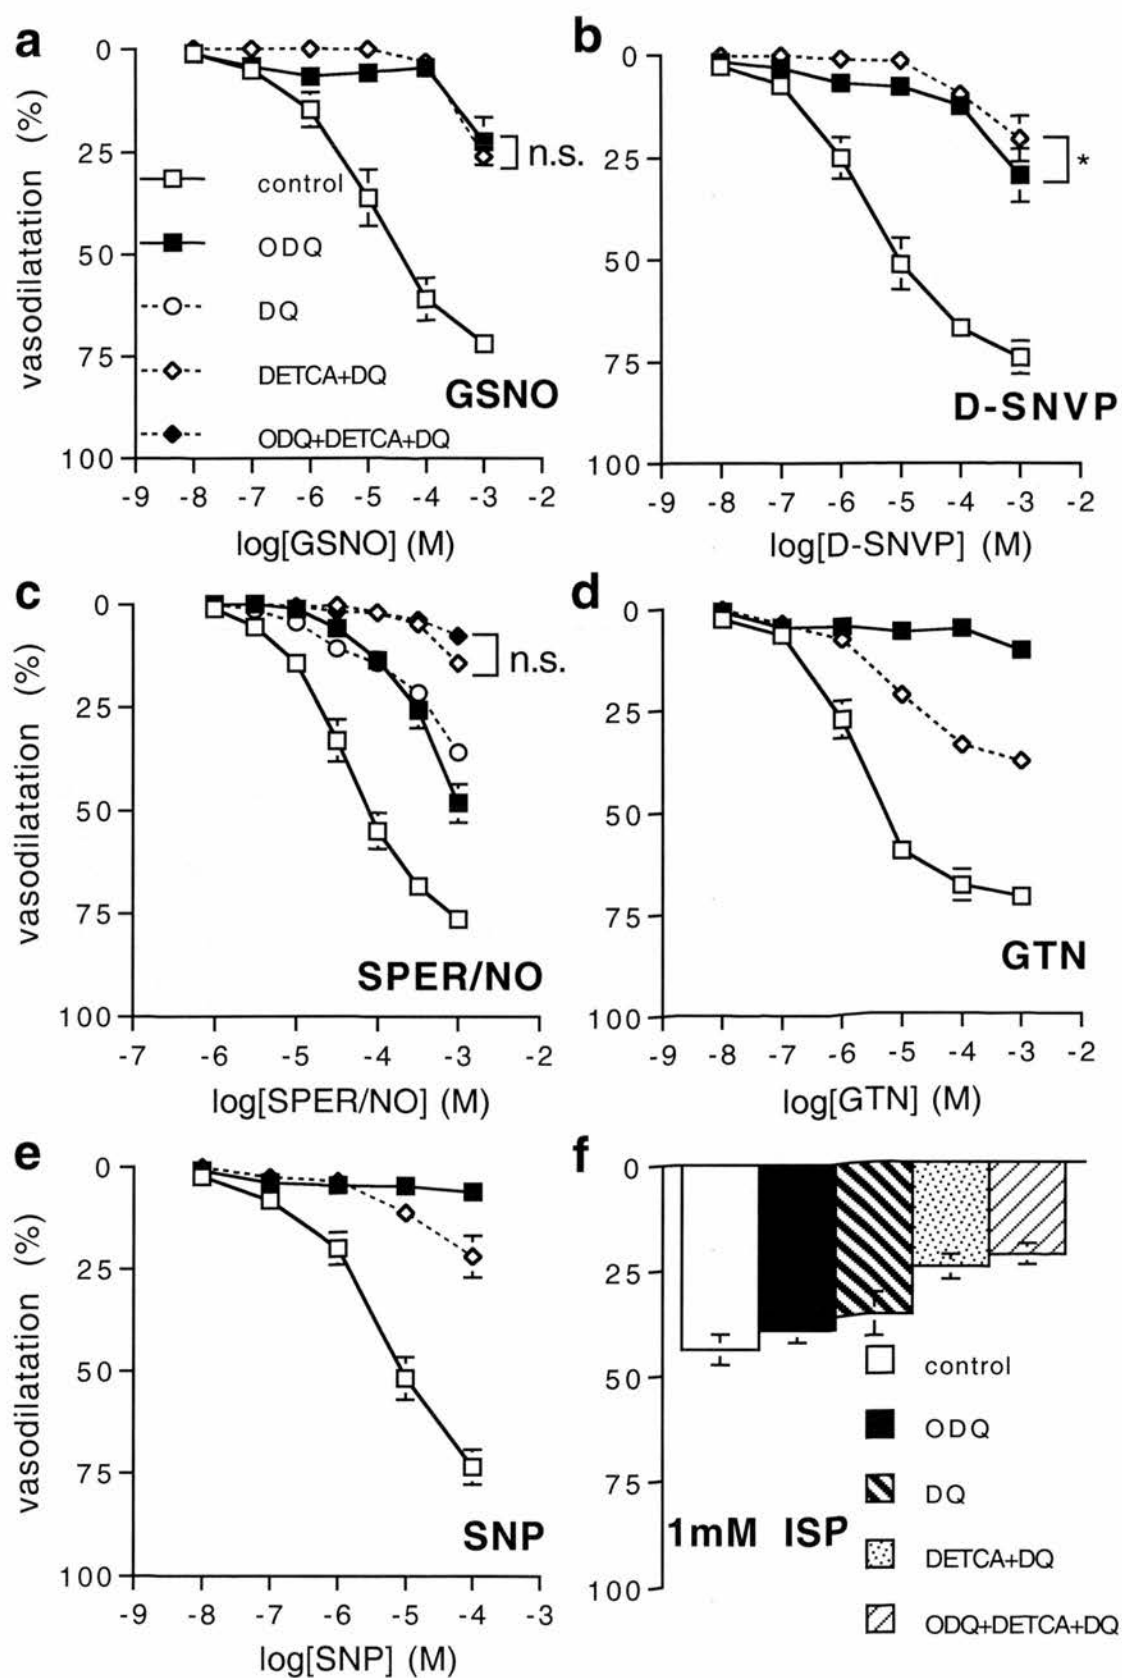 a
0
25
50
75
100
vasodilatation (%)
control
ODQ
DQ
DETCA+DQ
ODQ+DETCA+DQ
n.s.
GSNO
-9 -8 -7 -6 -5 -4 -3 -2
log[GSNO] (M)
b
0
25
50
75
100
*
D-SNVP
-9 -8 -7 -6 -5 -4 -3 -2
log[D-SNVP] (M)
c
0
25
50
75
100
vasodilatation (%)
n.s.
SPER/NO
-7 -6 -5 -4 -3 -2
log[SPER/NO] (M)
d
0
25
50
75
100
GTN
-9 -8 -7 -6 -5 -4 -3 -2
log[GTN] (M)
e
0
25
50
75
100
vasodilatation (%)
SNP
-9 -8 -7 -6 -5 -4 -3
log[SNP] (M)
f
0
25
50
75
100
1mM ISP
control
ODQ
DQ
DETCA+DQ
ODQ+DETCA+DQ